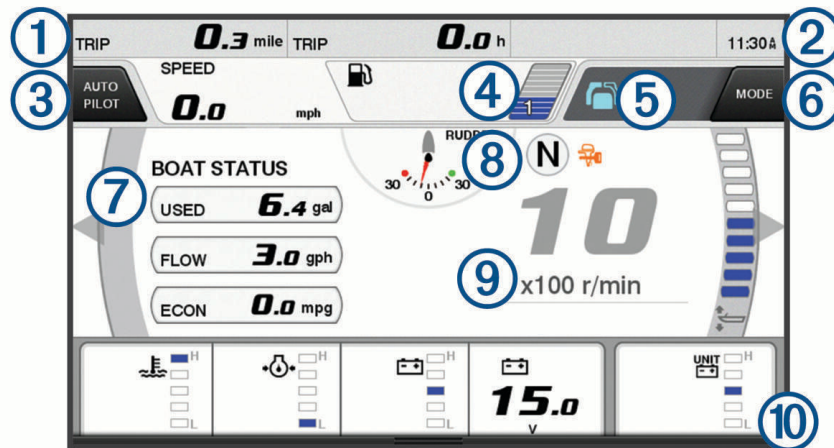 1 TRIP 0.3 mile TRIP 0.0 h 11:30A 2
3 AUTO PILOT SPEED 0.0 mph 4 1 5 MODE 6
RUDD 8 N
30 0 30
7 BOAT STATUS
USED 6.4 gal
10
FLOW 3.0 gph
9 x100 r/min
ECON 0.0 mpg
H H H UNIT H
15.0
V
L L L L 10